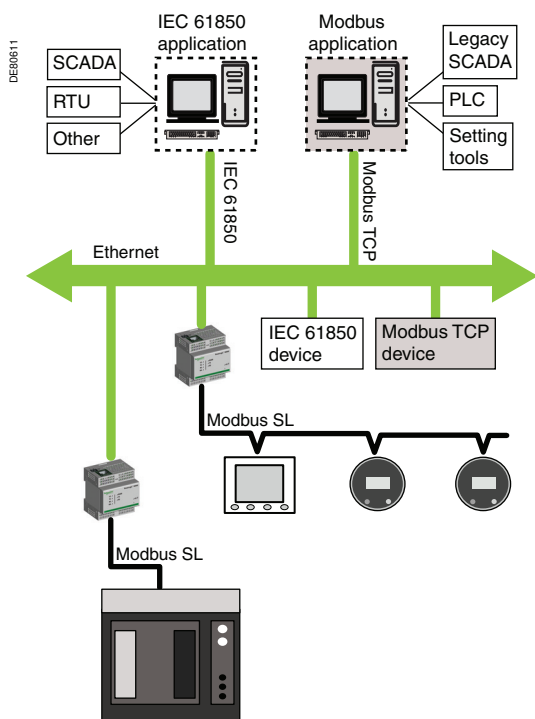 DE80611
IEC 61850
application
SCADA
RTU
Other
Modbus
application
Legacy
SCADA
PLC
Setting
tools
IEC 61850
Modbus TCP
Ethernet
IEC 61850
device
Modbus TCP
device
Modbus SL
Modbus SL